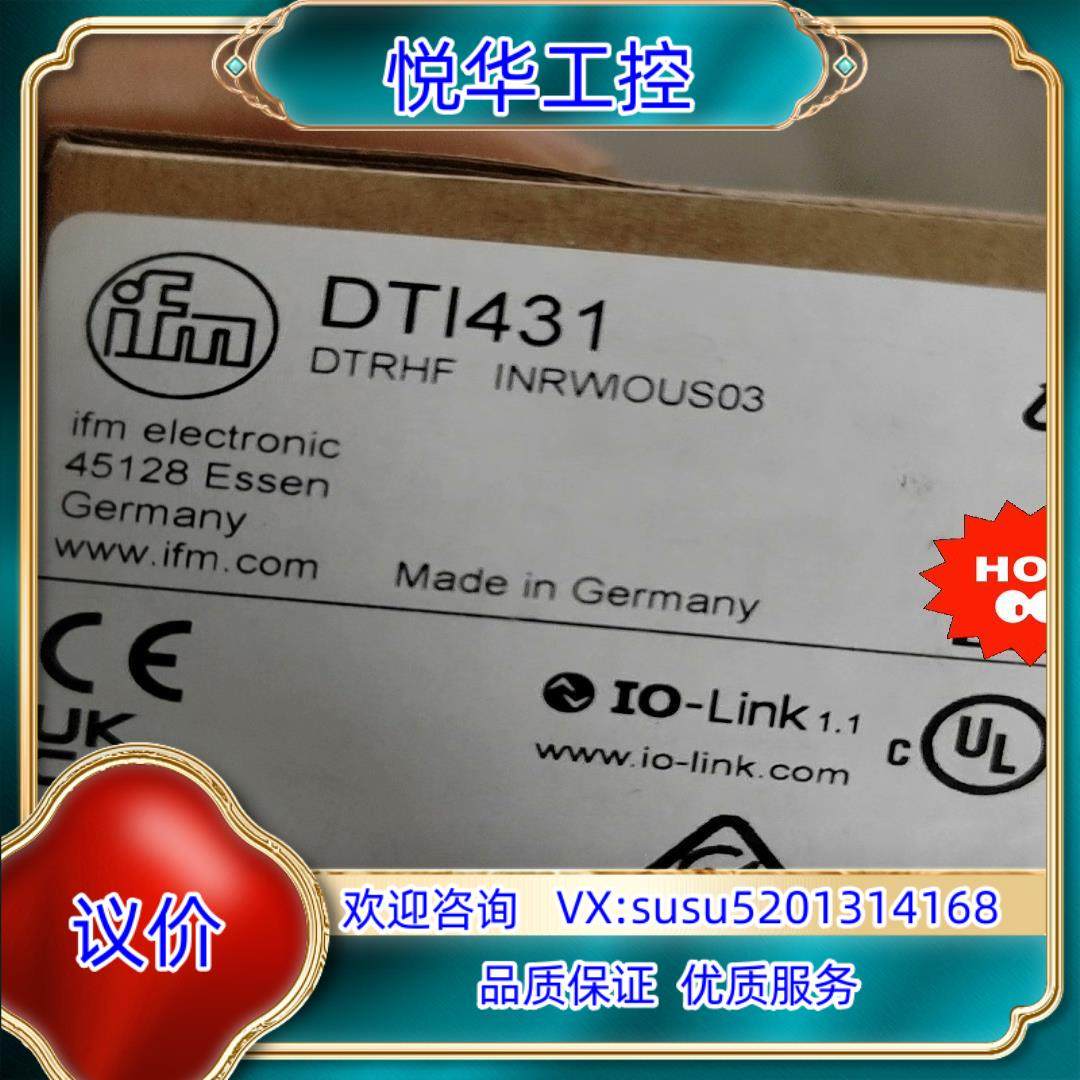 悦华工控
ifm
DTI431
DTRHF INRWIOUS03
ifm electronic
45128 Essen
Germany
www.ifm.com
Made in Germany
HO
CE
UK
IO-Link 1.1
www.io-link.com
c UL
议价
欢迎咨询 VX:susu5201314168
品质保证 优质服务